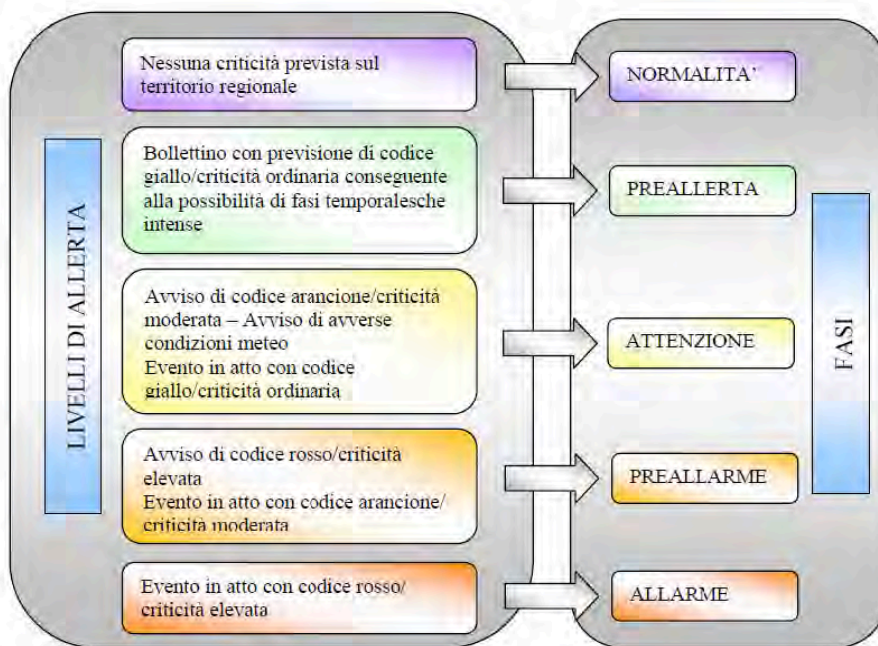 LIVELLI DI ALLERTA
Nessuna criticità prevista sul
territorio regionale
NORMALITA'
Bollettino con previsione di codice
giallo/criticità ordinaria conseguente
alla possibilità di fasi temporalesche
intense
PREALLERTA
Avviso di codice arancione/criticità
moderata – Avviso di avverse
condizioni meteo
Evento in atto con codice
giallo/criticità ordinaria
ATTENZIONE
Avviso di codice rosso/criticità
elevata
Evento in atto con codice arancione/
criticità moderata
PREALLARME
Evento in atto con codice rosso/
criticità elevata
ALLARME
FASI